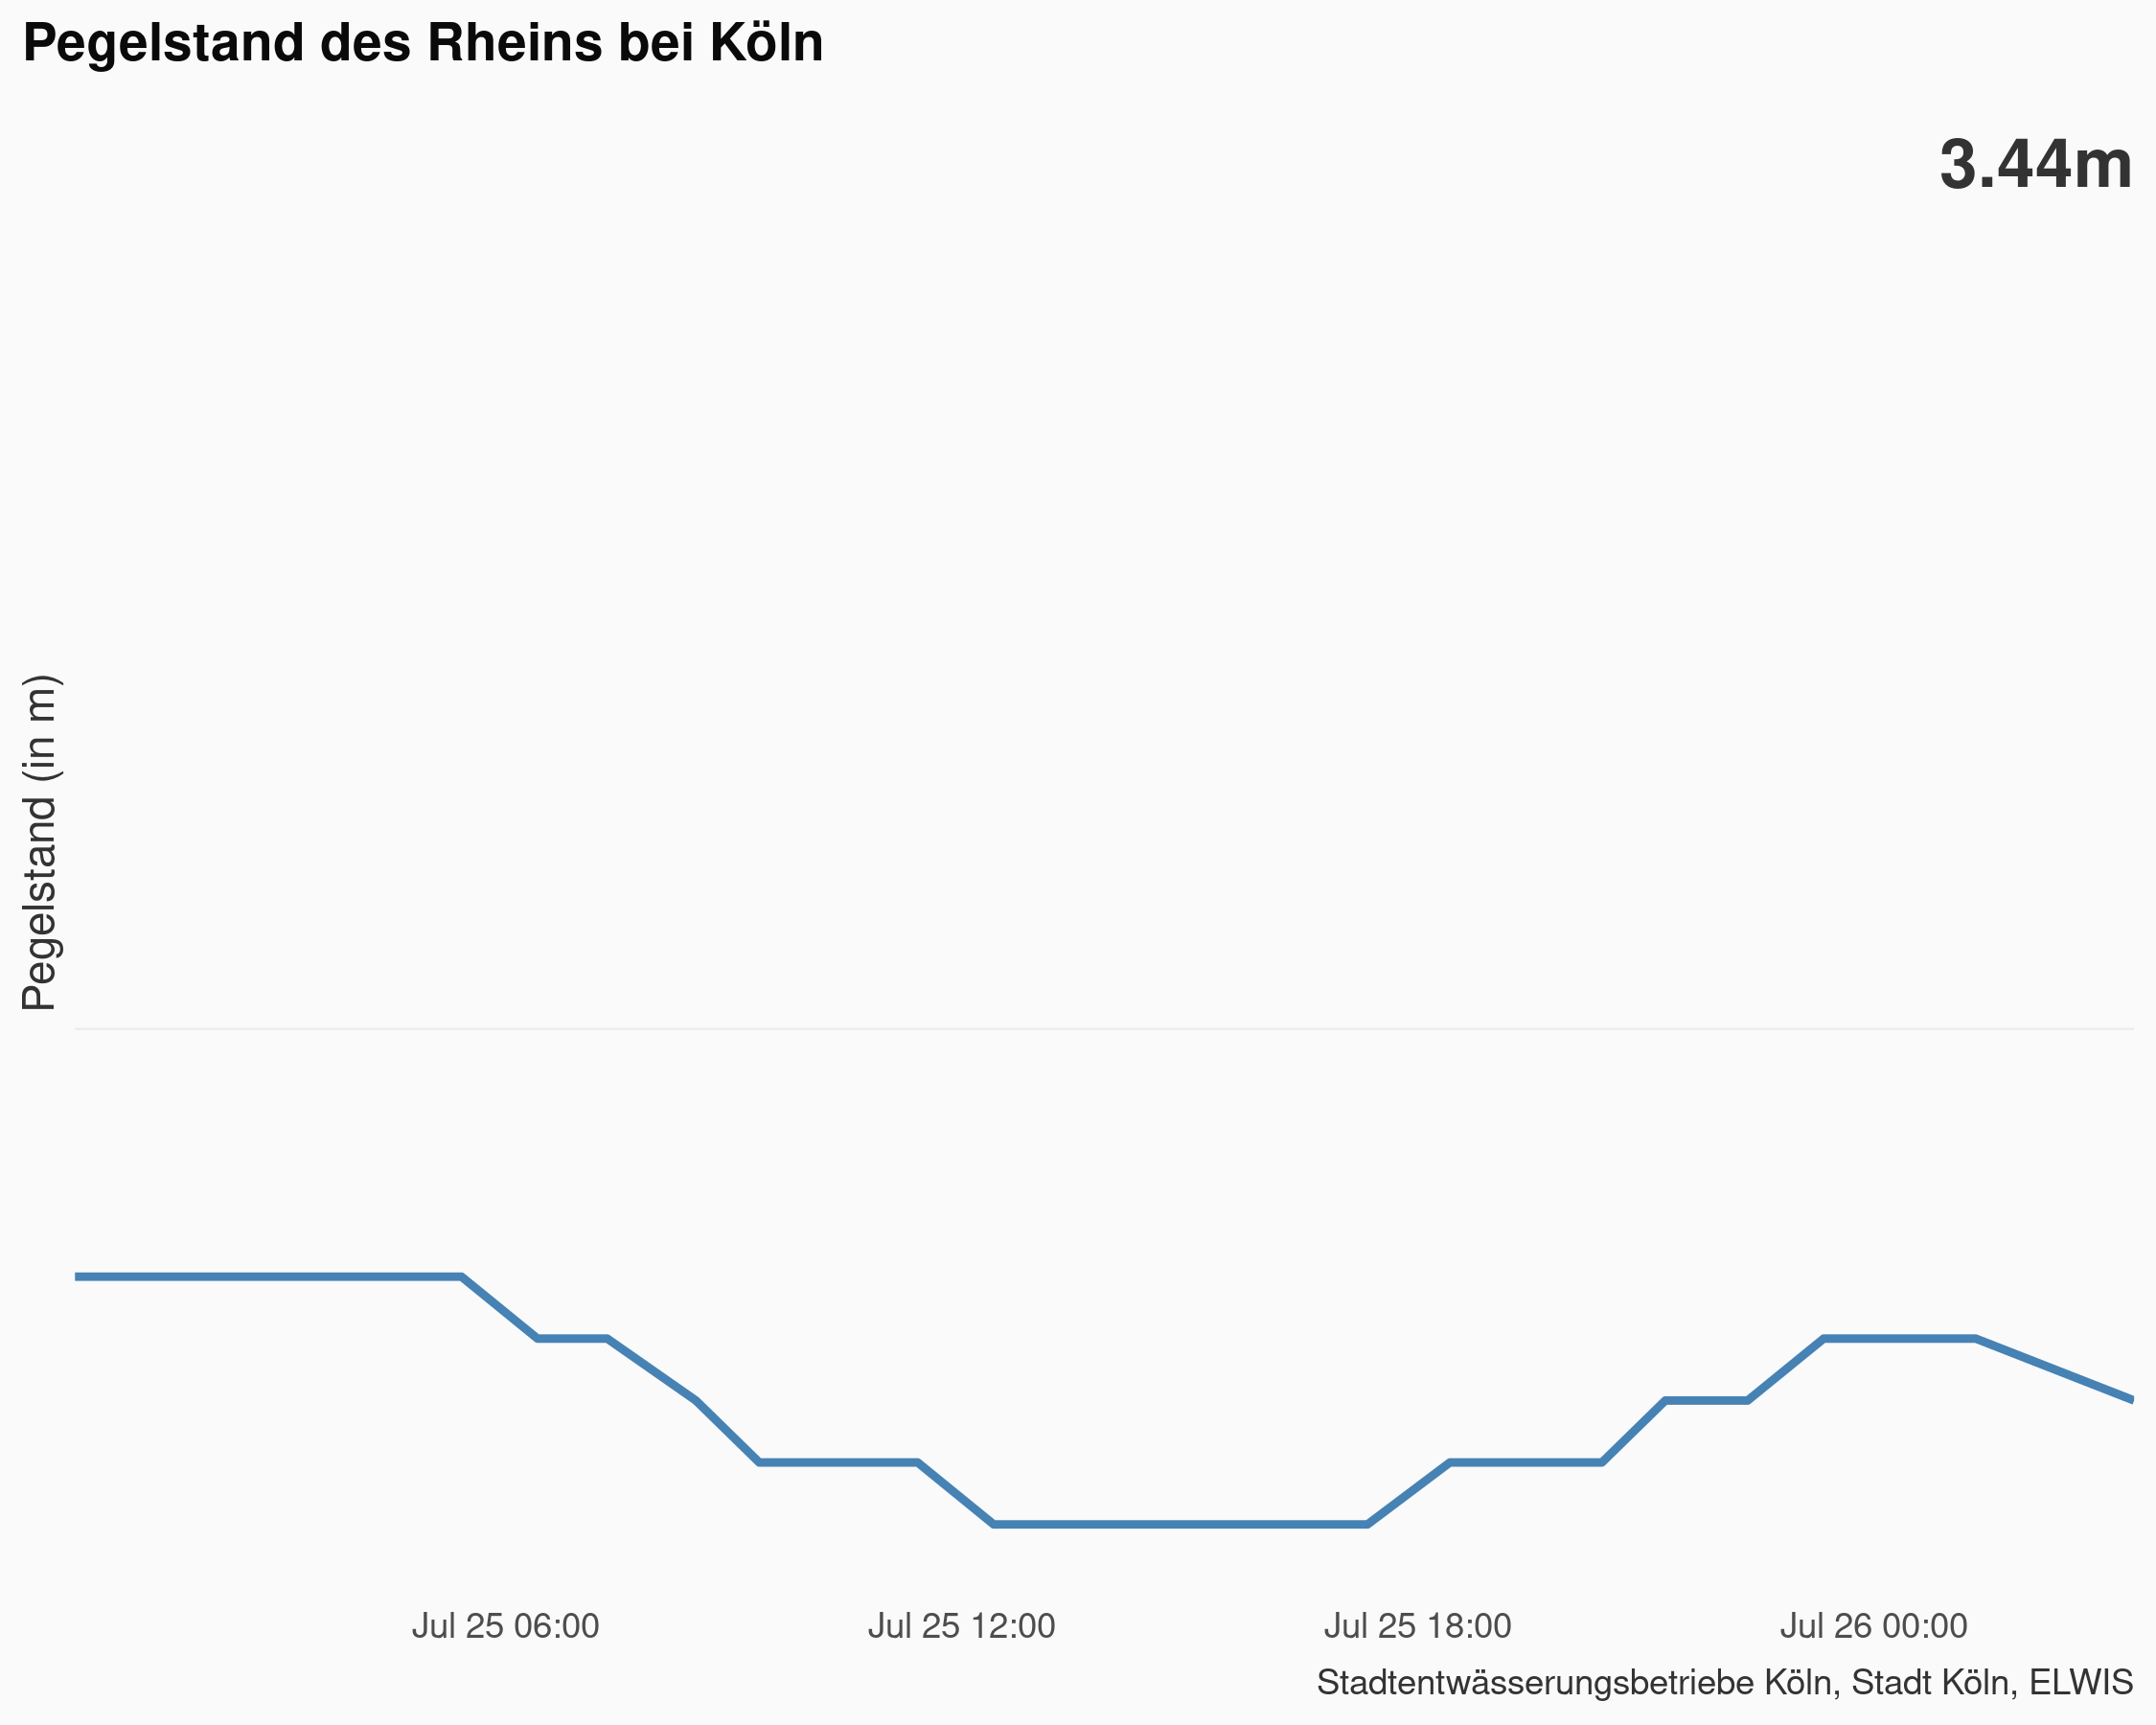 Pegelstand des Rheins bei Köln
3.44m
Pegelstand (in m)
Jul 25 06:00
Jul 25 12:00
Jul 25 18:00
Jul 26 00:00
Stadtentwässerungsbetriebe Köln, Stadt Köln, ELWIS